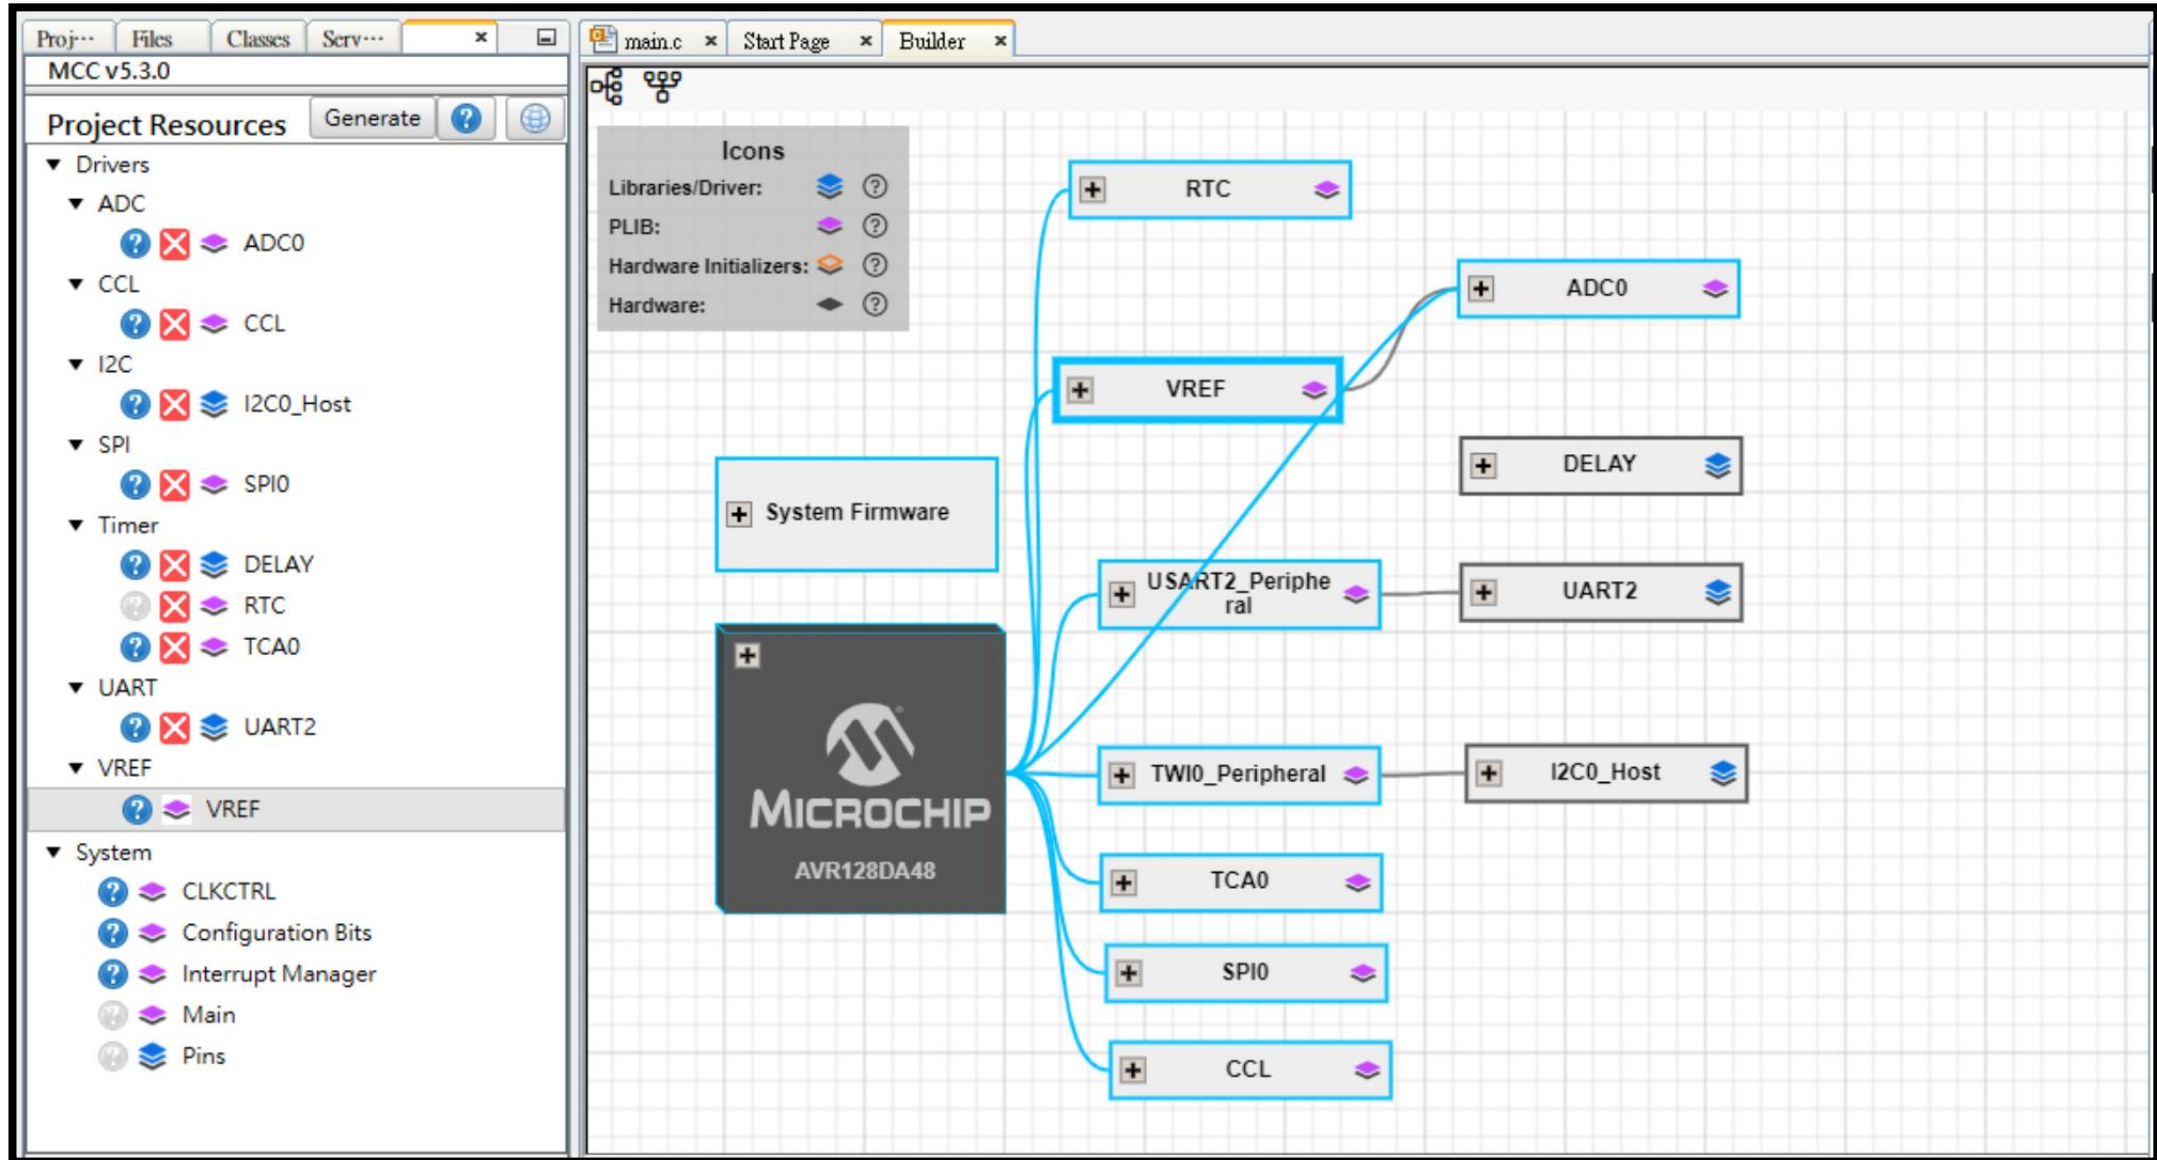 Proj···
Files
Classes
Serv···
MCC v5.3.0
Project Resources
Generate
Drivers
ADC
ADC0
CCL
CCL
I2C
I2C0_Host
SPI
SPI0
Timer
DELAY
RTC
TCA0
UART
UART2
VREF
VREF
System
CLKCTRL
Configuration Bits
Interrupt Manager
Main
Pins
main.c
Start Page
Builder
Icons
Libraries/Driver:
PLIB:
Hardware Initializers:
Hardware:
RTC
ADC0
VREF
DELAY
System Firmware
USART2_Periphe
ral
UART2
MICROCHIP
AVR128DA48
TWI0_Peripheral
I2C0_Host
TCA0
SPI0
CCL